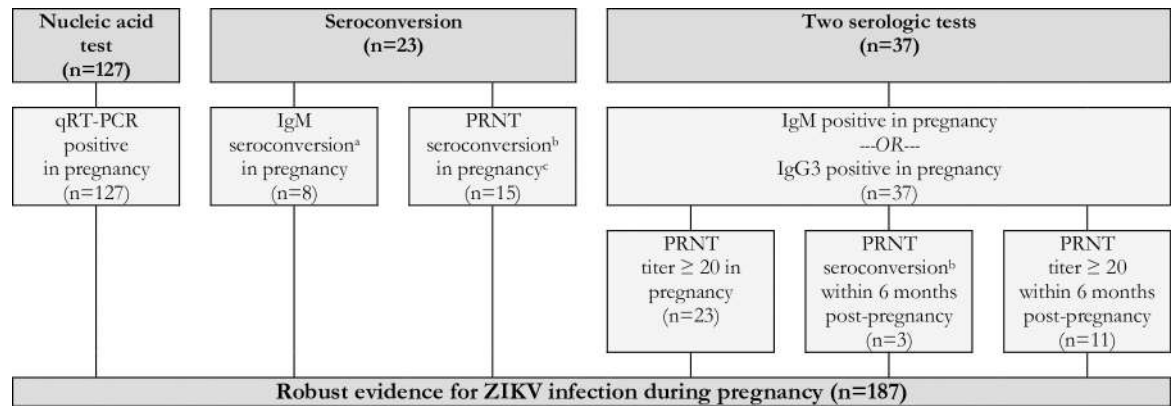 Nucleic acid
test
(n=127)
Seroconversion
(n=23)
Two serologic tests
(n=37)
qRT-PCR
positive
in pregnancy
(n=127)
IgM
seroconversionᵃ
in pregnancy
(n=8)
PRNT
seroconversionᵇ
in pregnancyᶜ
(n=15)
IgM positive in pregnancy
---OR---
IgG3 positive in pregnancy
(n=37)
PRNT
titer ≥ 20 in
pregnancy
(n=23)
PRNT
seroconversionᵇ
within 6 months
post-pregnancy
(n=3)
PRNT
titer ≥ 20
within 6 months
post-pregnancy
(n=11)
Robust evidence for ZIKV infection during pregnancy (n=187)